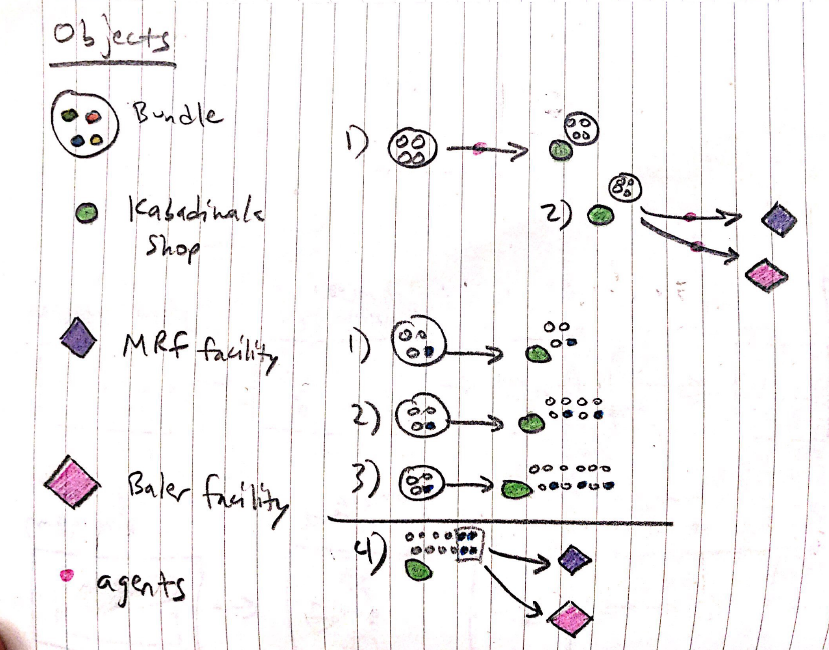 Objects
Bundle
Kabadiwala
Shop
MRF facility
Baler facility
agents
1)
2)
1)
2)
3)
4)